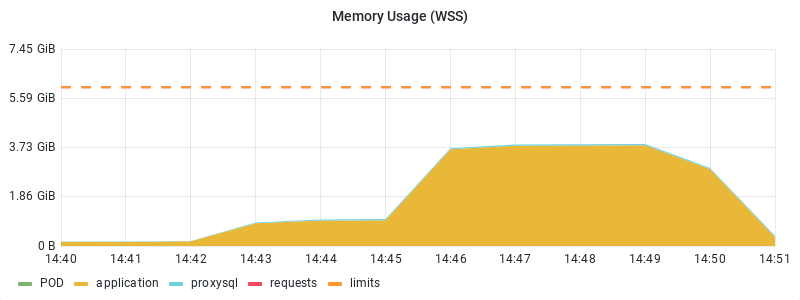 Memory Usage (WSS)
7.45 GiB
5.59 GiB
3.73 GiB
1.86 GiB
0 B
14:40 14:41 14:42 14:43 14:44 14:45 14:46 14:47 14:48 14:49 14:50 14:51
POD application proxysql requests limits